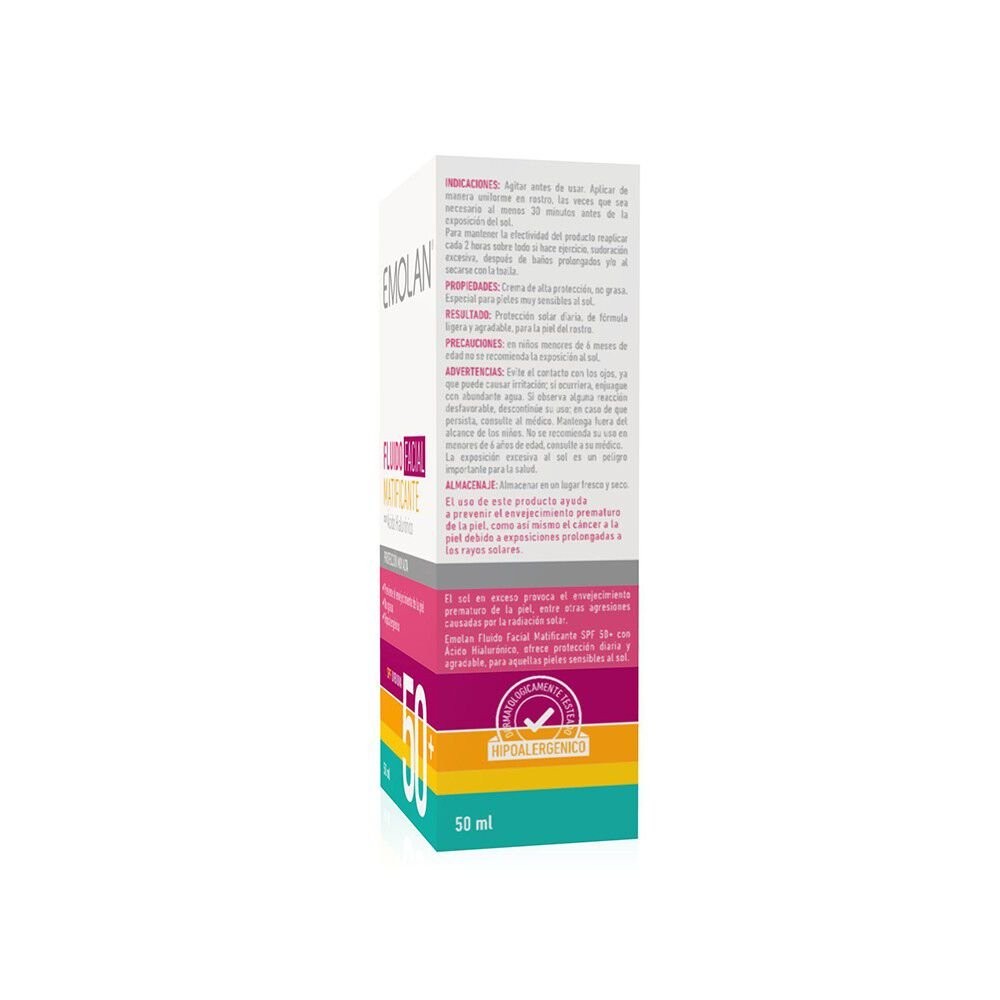 EMOLAN
FLUIDO FACIAL
MATIFICANTE
con Ácido Hialurónico
PROTECCIÓN MUY ALTA
50+
50 ml
INDICACIONES: Agitar antes de usar. Aplicar de
manera uniforme en rostro, las veces que sea
necesario al menos 30 minutos antes de la
exposición del sol.
Para mantener la efectividad del producto reaplicar
cada 2 horas sobre todo si hace ejercicio, sudoración
excesiva, después de baños prolongados y/o al
secarse con la toalla.
PROPIEDADES: Crema de alta protección, no grasa.
Especial para pieles muy sensibles al sol.
RESULTADO: Protección solar diaria, de fórmula
ligera y agradable, para la piel del rostro.
PRECAUCIONES: en niños menores de 6 meses de
edad no se recomienda la exposición al sol.
ADVERTENCIAS: Evite el contacto con los ojos, ya
que puede causar irritación; si ocurriera, enjuague
con abundante agua. Si observa alguna reacción
desfavorable, descontinúe su uso; en caso de que
persista, consulte al médico. Mantenga fuera del
alcance de los niños. No se recomienda su uso en
menores de 6 años de edad, consulte a su médico.
La exposición excesiva al sol es un peligro
importante para la salud.
ALMACENAJE: Almacenar en un lugar fresco y seco.
El uso de este producto ayuda
a prevenir el envejecimiento prematuro
de la piel, como así mismo el cáncer a la
piel debido a exposiciones prolongadas a
los rayos solares.
El sol en exceso provoca el envejecimiento
prematuro de la piel, entre otras agresiones
causadas por la radiación solar.
Emolan Fluido Facial Matificante SPF 50+ con
Ácido Hialurónico, ofrece protección diaria y
agradable, para aquellas pieles sensibles al sol.
DERMATOLOGICAMENTE TESTEADO
HIPOALERGENICO
50 ml